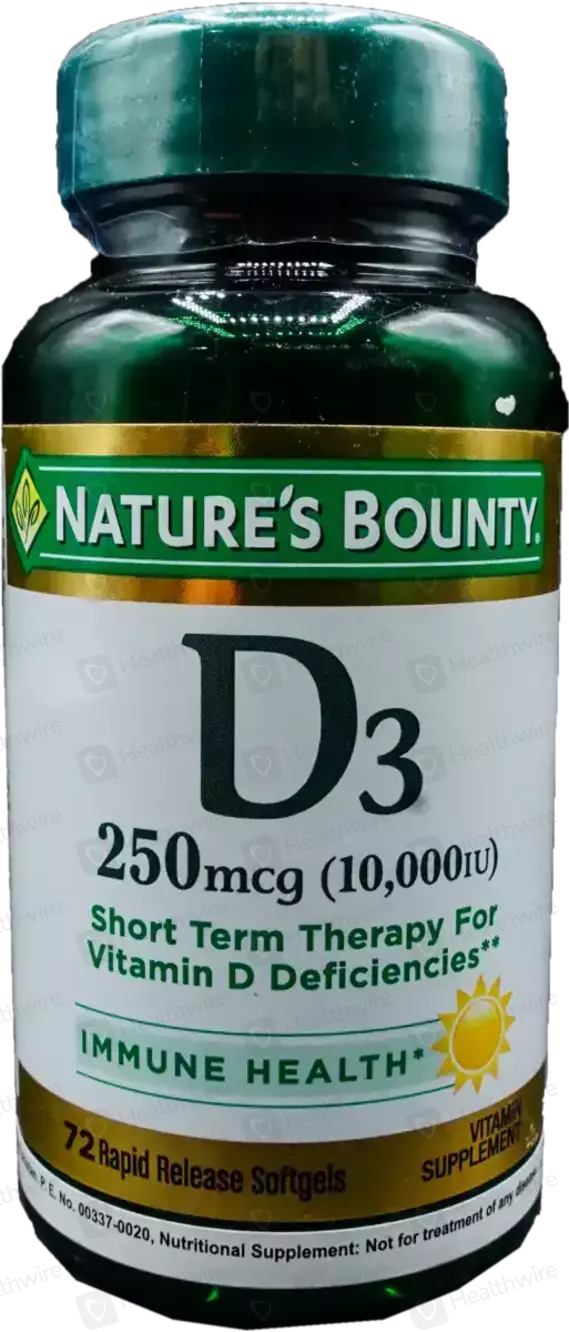 NATURE'S BOUNTY®
D3
250mcg (10,000IU)
Short Term Therapy For
Vitamin D Deficiencies**
IMMUNE HEALTH*
72 Rapid Release Softgels
VITAMIN
SUPPLEMENT
P. E. No. 00337-0020, Nutritional Supplement: Not for treatment of any
Healthwire